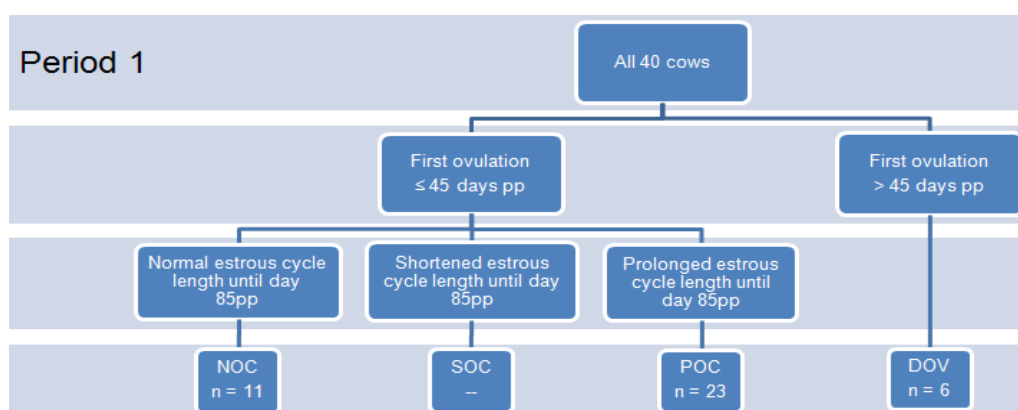 Period 1
All 40 cows
First ovulation
≤ 45 days pp
First ovulation
> 45 days pp
Normal estrous cycle
length until day
85pp
Shortened estrous
cycle length until day
85pp
Prolonged estrous
cycle length until
day 85pp
NOC
n = 11
SOC
--
POC
n = 23
DOV
n = 6